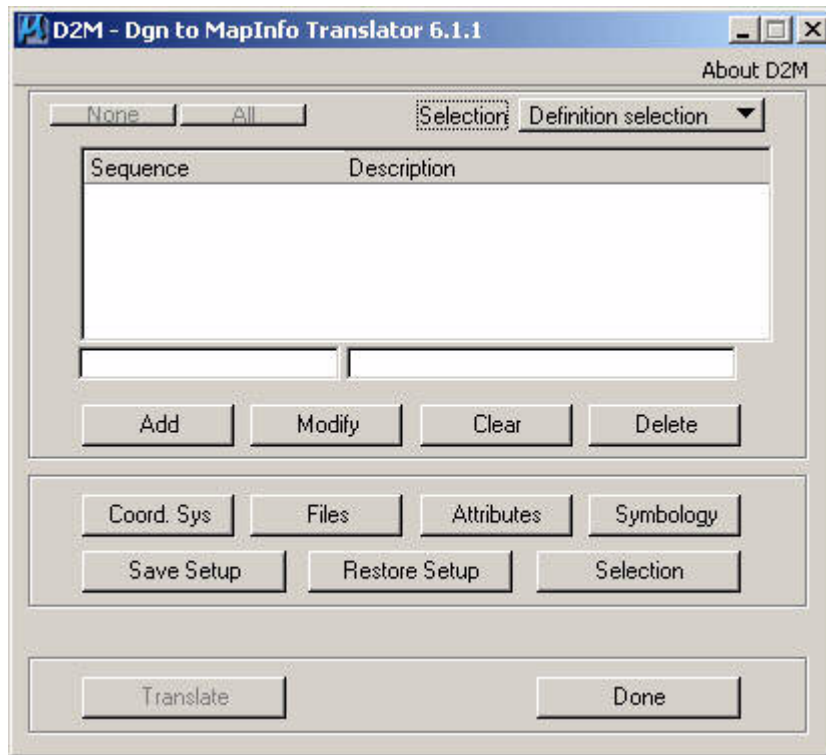 D2M - Dgn to MapInfo Translator 6.1.1
About D2M
None All Selection Definition selection
Sequence Description
Add Modify Clear Delete
Coord. Sys Files Attributes Symbology
Save Setup Restore Setup Selection
Translate Done